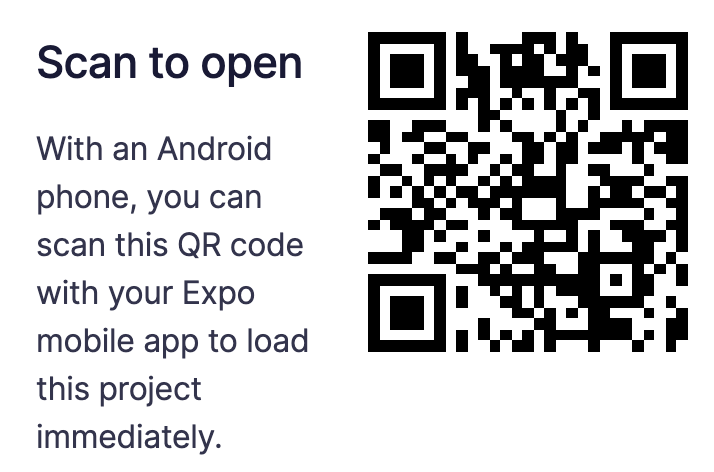 Scan to open
With an Android
phone, you can
scan this QR code
with your Expo
mobile app to load
this project
immediately.